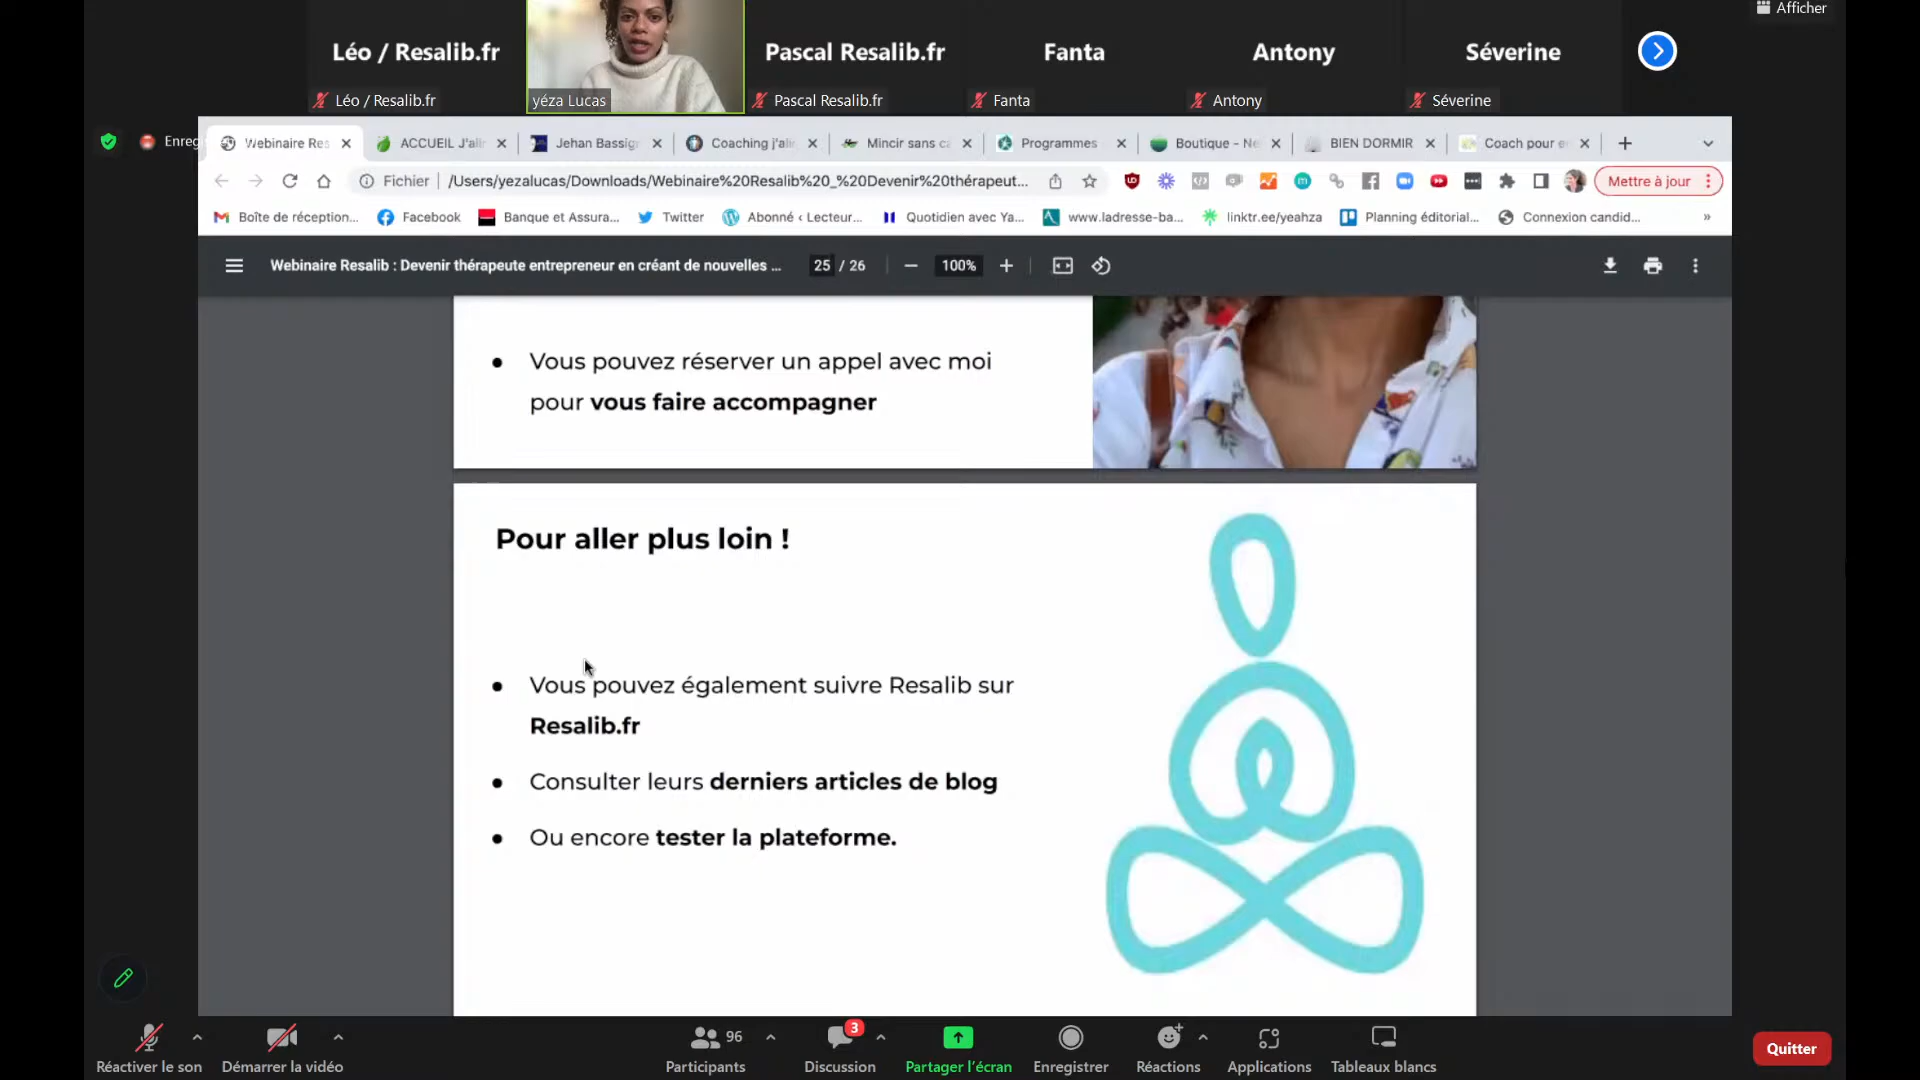 Afficher
Léo / Resalib.fr
Pascal Resalib.fr
Fanta
Antony
Séverine
Léo / Resalib.fr
yéza Lucas
Pascal Resalib.fr
Fanta
Antony
Séverine
Enreg
Webinaire Res
ACCUEIL J'ali
Jehan Bassig
Coaching j'ali
Mincir sans c
Programmes
Boutique - Ne
BIEN DORMIR
Coach pour e
Fichier
/Users/yezalucas/Downloads/Webinaire%20Resalib%20_%20Devenir%20thérapeut...
Mettre à jour
Boîte de réception...
Facebook
Banque et Assura...
Twitter
Abonné ‹ Lecteur...
Quotidien avec Ya...
www.ladresse-ba...
linktr.ee/yeahza
Planning éditorial...
Connexion candid...
»
Webinaire Resalib : Devenir thérapeute entrepreneur en créant de nouvelles ...
25 / 26
100%
• Vous pouvez réserver un appel avec moi
pour vous faire accompagner
Pour aller plus loin !
• Vous pouvez également suivre Resalib sur
Resalib.fr
• Consulter leurs derniers articles de blog
• Ou encore tester la plateforme.
96
3
Réactiver le son
Démarrer la vidéo
Participants
Discussion
Partager l'écran
Enregistrer
Réactions
Applications
Tableaux blancs
Quitter